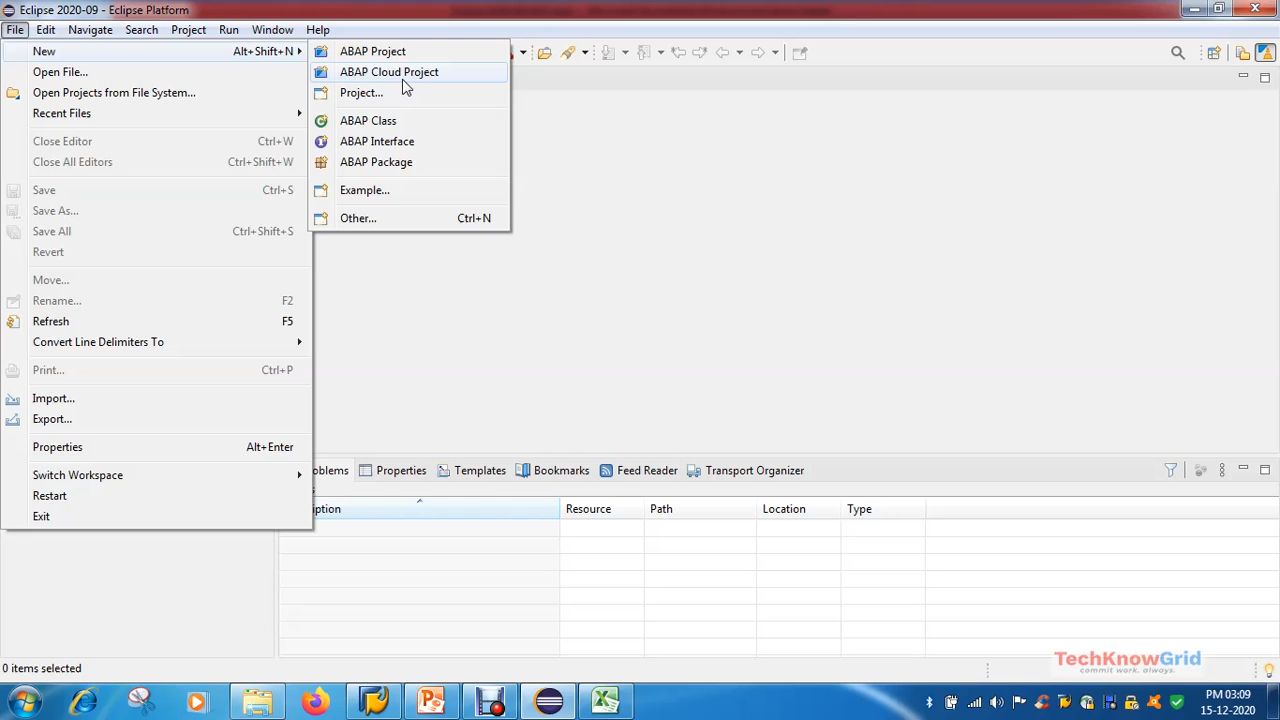 Eclipse 2020-09 - Eclipse Platform
File Edit Navigate Search Project Run Window Help
New Alt+Shift+N
Open File...
Open Projects from File System...
Recent Files
Close Editor Ctrl+W
Close All Editors Ctrl+Shift+W
Save Ctrl+S
Save As...
Save All Ctrl+Shift+S
Revert
Move...
Rename... F2
Refresh F5
Convert Line Delimiters To
Print... Ctrl+P
Import...
Export...
Properties Alt+Enter
Switch Workspace
Restart
Exit
ABAP Project
ABAP Cloud Project
Project...
ABAP Class
ABAP Interface
ABAP Package
Example...
Other... Ctrl+N
oblems Properties Templates Bookmarks Feed Reader Transport Organizer
s
ription Resource Path Location Type
0 items selected
TechKnowGrid
commit work. always.
PM 03:09
15-12-2020